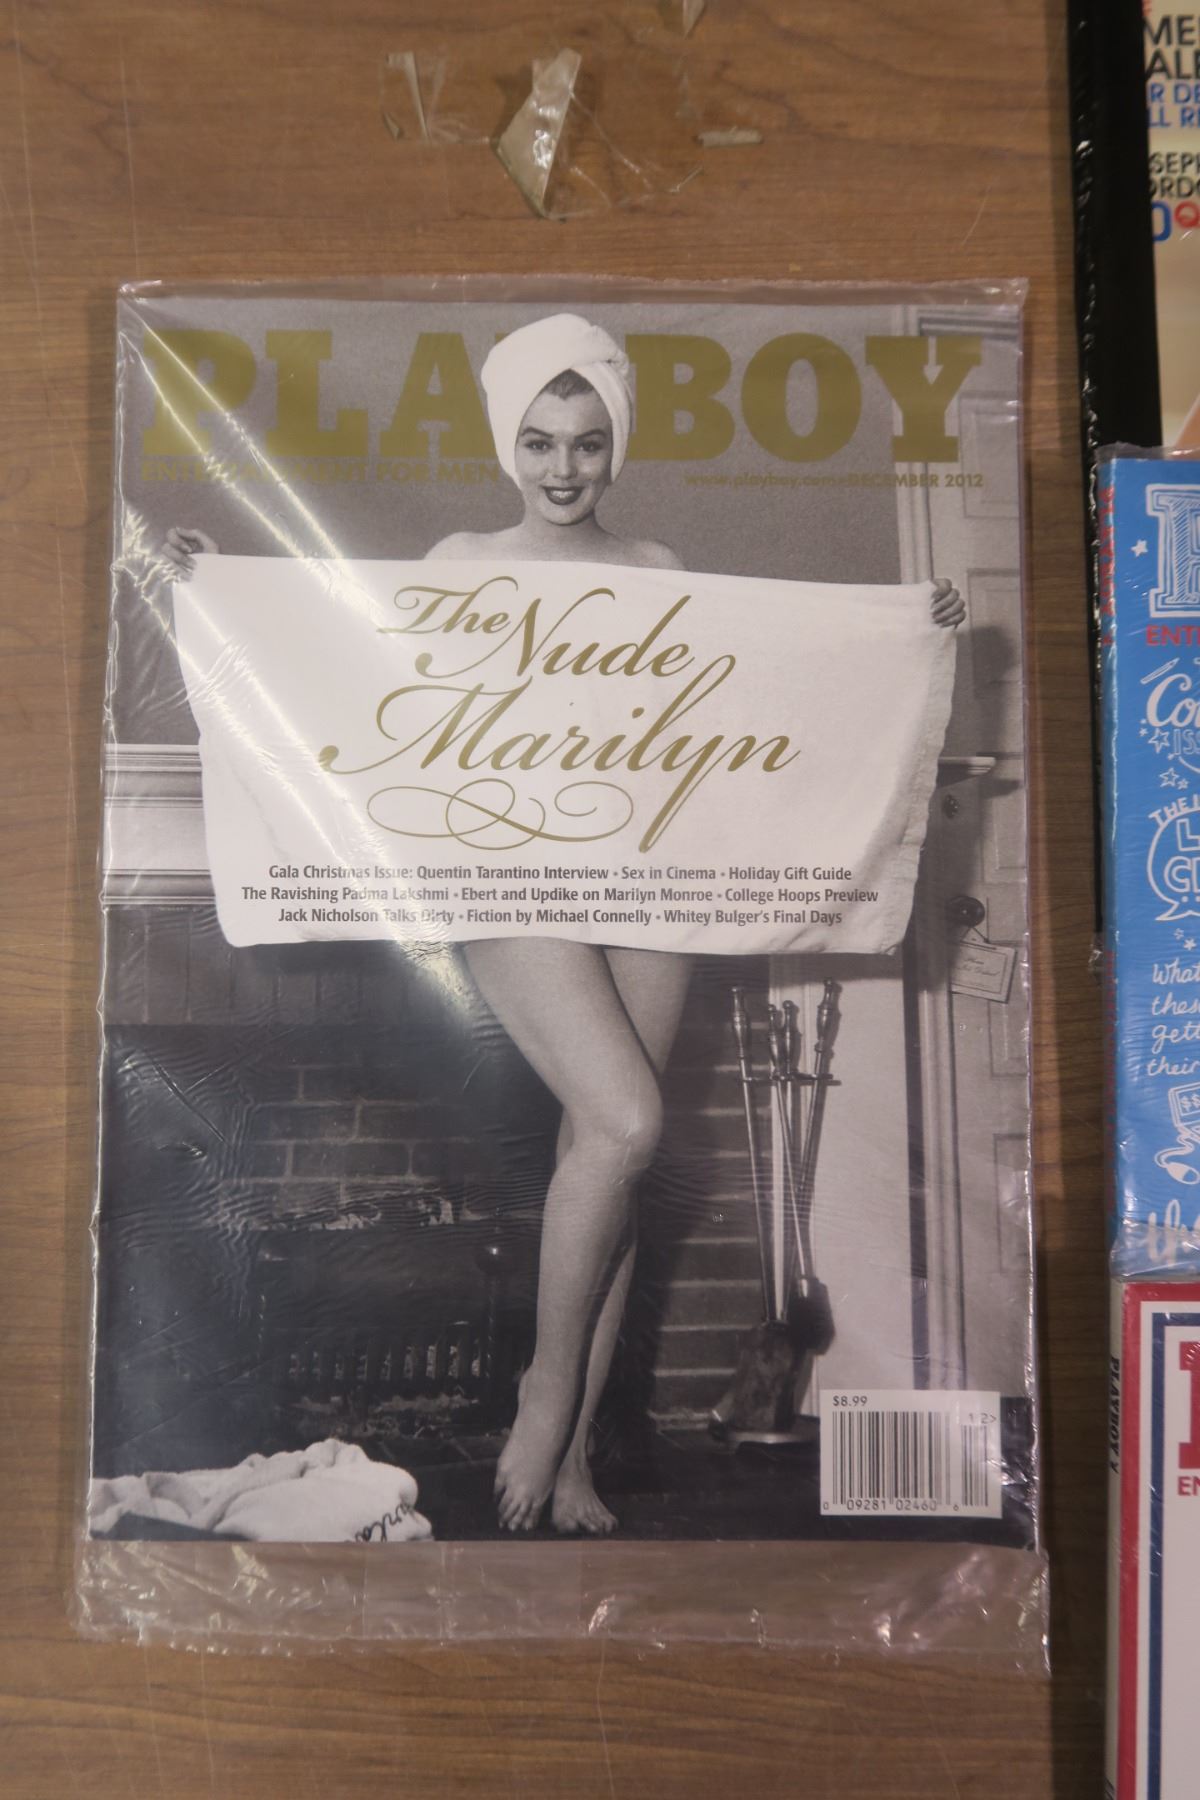 PLAYBOY
ENTERTAINMENT FOR MEN
www.playboy.com • DECEMBER 2012
The Nude
Marilyn
Gala Christmas Issue: Quentin Tarantino Interview • Sex in Cinema • Holiday Gift Guide
The Ravishing Padma Lakshmi • Ebert and Updike on Marilyn Monroe • College Hoops Preview
Jack Nicholson Talks Dirty • Fiction by Michael Connelly • Whitey Bulger's Final Days
$8.99
12>
0 09281 02460 6
What
these
their
$$
PLAYBOY